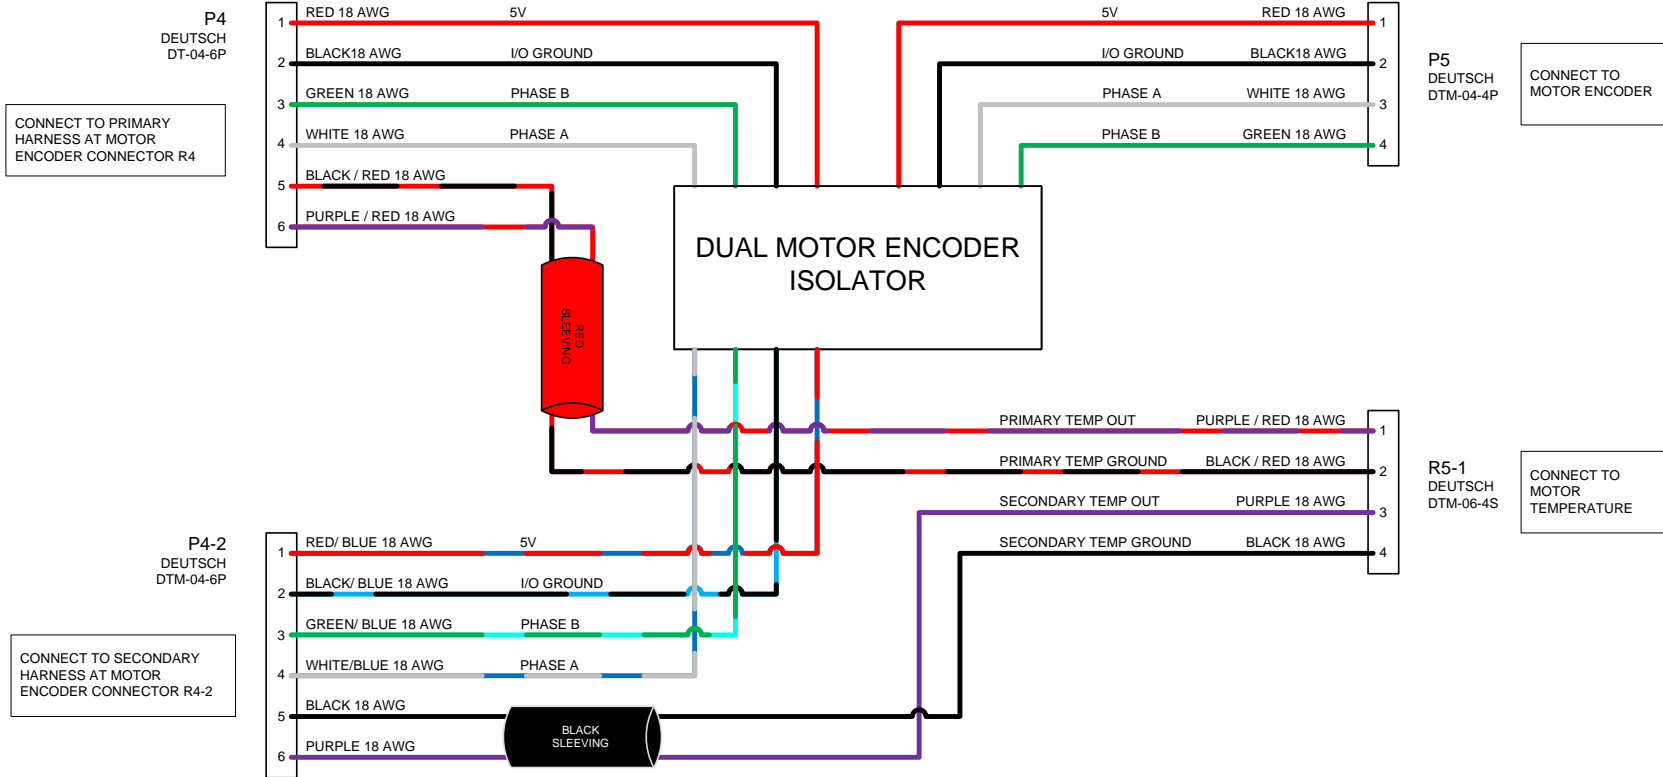 P4
DEUTSCH
DT-04-6P
CONNECT TO PRIMARY
HARNESS AT MOTOR
ENCODER CONNECTOR R4
1 RED 18 AWG 5V
2 BLACK18 AWG I/O GROUND
3 GREEN 18 AWG PHASE B
4 WHITE 18 AWG PHASE A
5 BLACK / RED 18 AWG
6 PURPLE / RED 18 AWG
5V RED 18 AWG 1
I/O GROUND BLACK18 AWG 2
PHASE A WHITE 18 AWG 3
PHASE B GREEN 18 AWG 4
P5
DEUTSCH
DTM-04-4P
CONNECT TO
MOTOR ENCODER
DUAL MOTOR ENCODER
ISOLATOR
RED
SLEEVING
PRIMARY TEMP OUT PURPLE / RED 18 AWG 1
PRIMARY TEMP GROUND BLACK / RED 18 AWG 2
SECONDARY TEMP OUT PURPLE 18 AWG 3
SECONDARY TEMP GROUND BLACK 18 AWG 4
R5-1
DEUTSCH
DTM-06-4S
CONNECT TO
MOTOR
TEMPERATURE
P4-2
DEUTSCH
DTM-04-6P
CONNECT TO SECONDARY
HARNESS AT MOTOR
ENCODER CONNECTOR R4-2
1 RED/ BLUE 18 AWG 5V
2 BLACK/ BLUE 18 AWG I/O GROUND
3 GREEN/ BLUE 18 AWG PHASE B
4 WHITE/BLUE 18 AWG PHASE A
5 BLACK 18 AWG
6 PURPLE 18 AWG
BLACK
SLEEVING